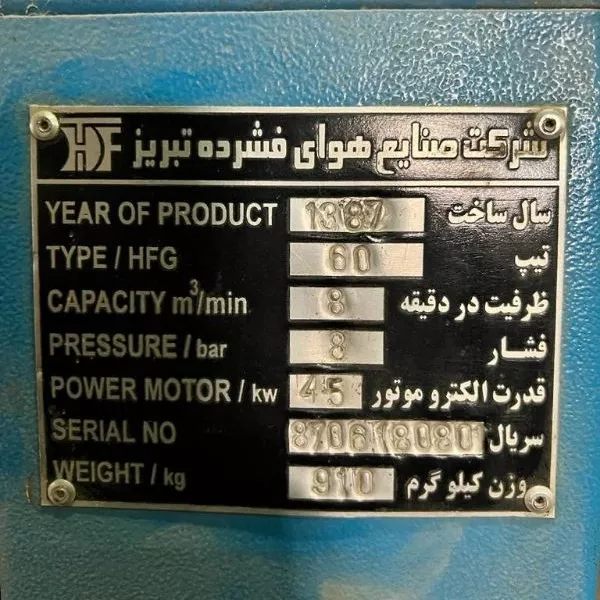 HDF شرکت صنایع هوای فشرده تبریز
YEAR OF PRODUCT 1387 سال ساخت
TYPE / HFG 60 تیپ
CAPACITY m³/min 8 ظرفیت در دقیقه
PRESSURE / bar 8 فشار
POWER MOTOR / kw 45 قدرت الکترو موتور
SERIAL NO 870618080 سریال
WEIGHT / kg 910 وزن کیلو گرم